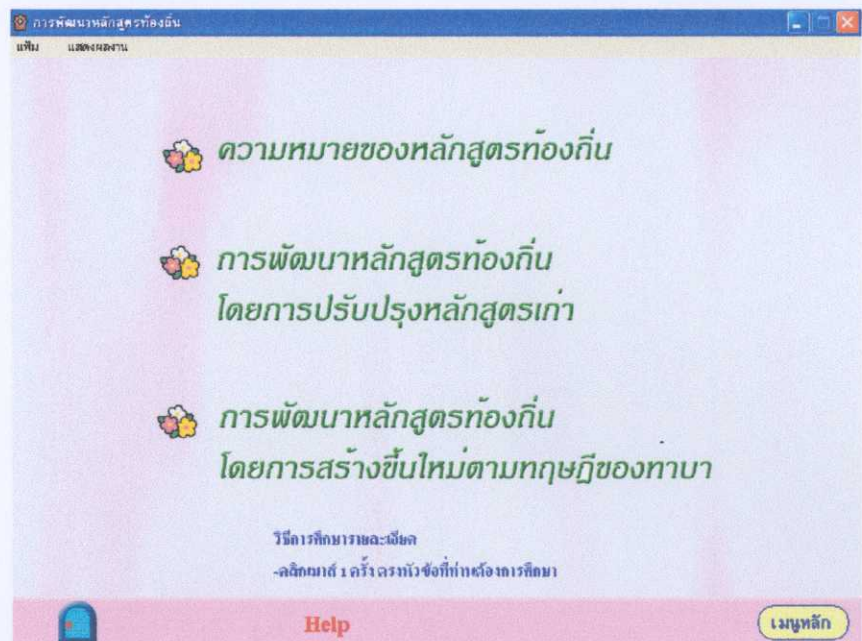 การพัฒนาหลักสูตรท้องถิ่น
แฟ้ม แสดงผลงาน
ความหมายของหลักสูตรท้องถิ่น
การพัฒนาหลักสูตรท้องถิ่น
โดยการปรับปรุงหลักสูตรเก่า
การพัฒนาหลักสูตรท้องถิ่น
โดยการสร้างขึ้นใหม่ตามทฤษฎีของทาบา
วิธีการศึกษารายละเอียด
-คลิกเมาส์ 1 ครั้ง ตรงหัวข้อที่ท่านต้องการศึกษา
Help
เมนูหลัก